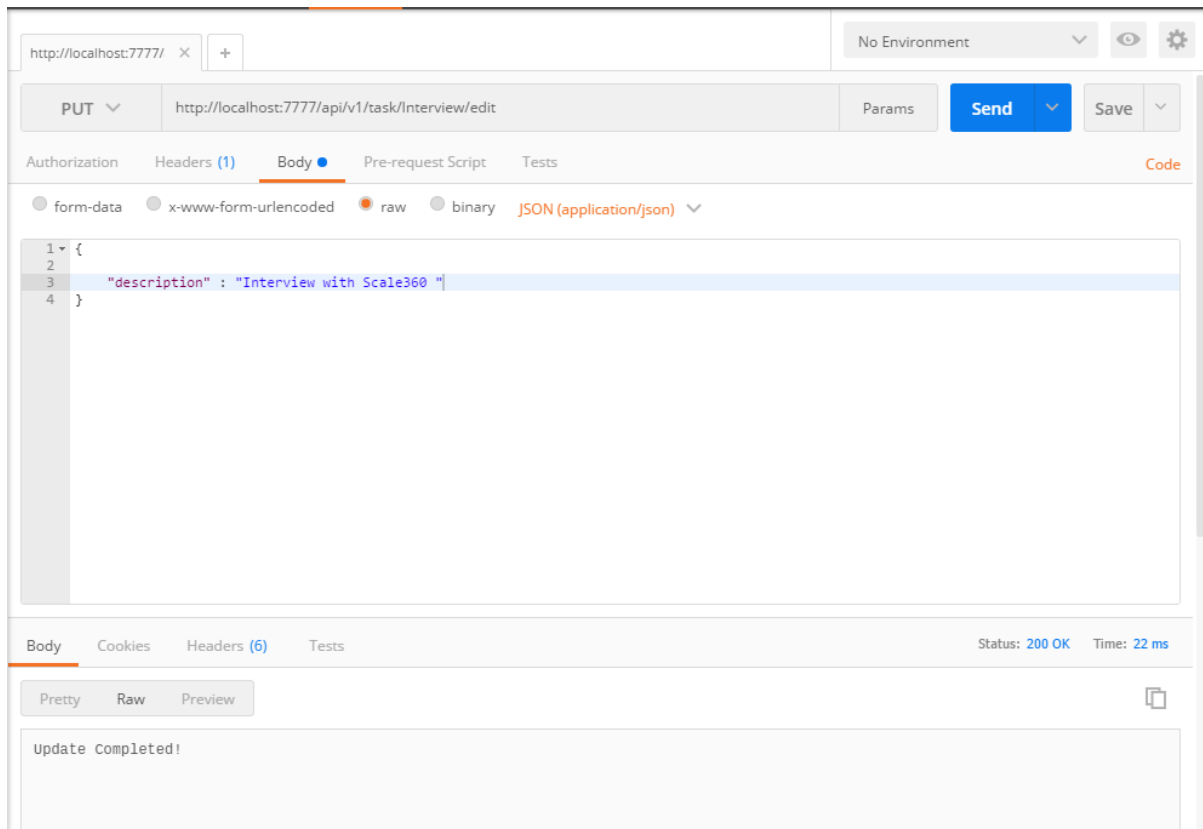 http://localhost:7777/ × +
No Environment
PUT http://localhost:7777/api/v1/task/Interview/edit Params Send Save
Authorization Headers (1) Body Pre-request Script Tests Code
form-data x-www-form-urlencoded raw binary JSON (application/json)
1 {
2
3 "description" : "Interview with Scale360 "
4 }
Body Cookies Headers (6) Tests Status: 200 OK Time: 22 ms
Pretty Raw Preview
Update Completed!